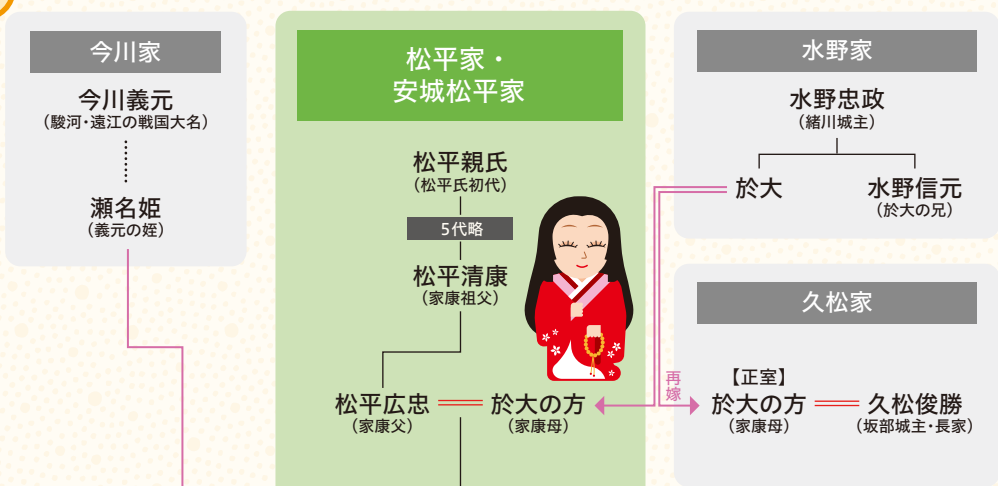 今川家
今川義元
(駿河・遠江の戦国大名)
瀬名姫
(義元の姪)
松平家・
安城松平家
松平親氏
(松平氏初代)
5代略
松平清康
(家康祖父)
松平広忠
(家康父)
於大の方
(家康母)
水野家
水野忠政
(緒川城主)
於大
水野信元
(於大の兄)
久松家
再嫁
【正室】
於大の方
(家康母)
久松俊勝
(坂部城主・長家)